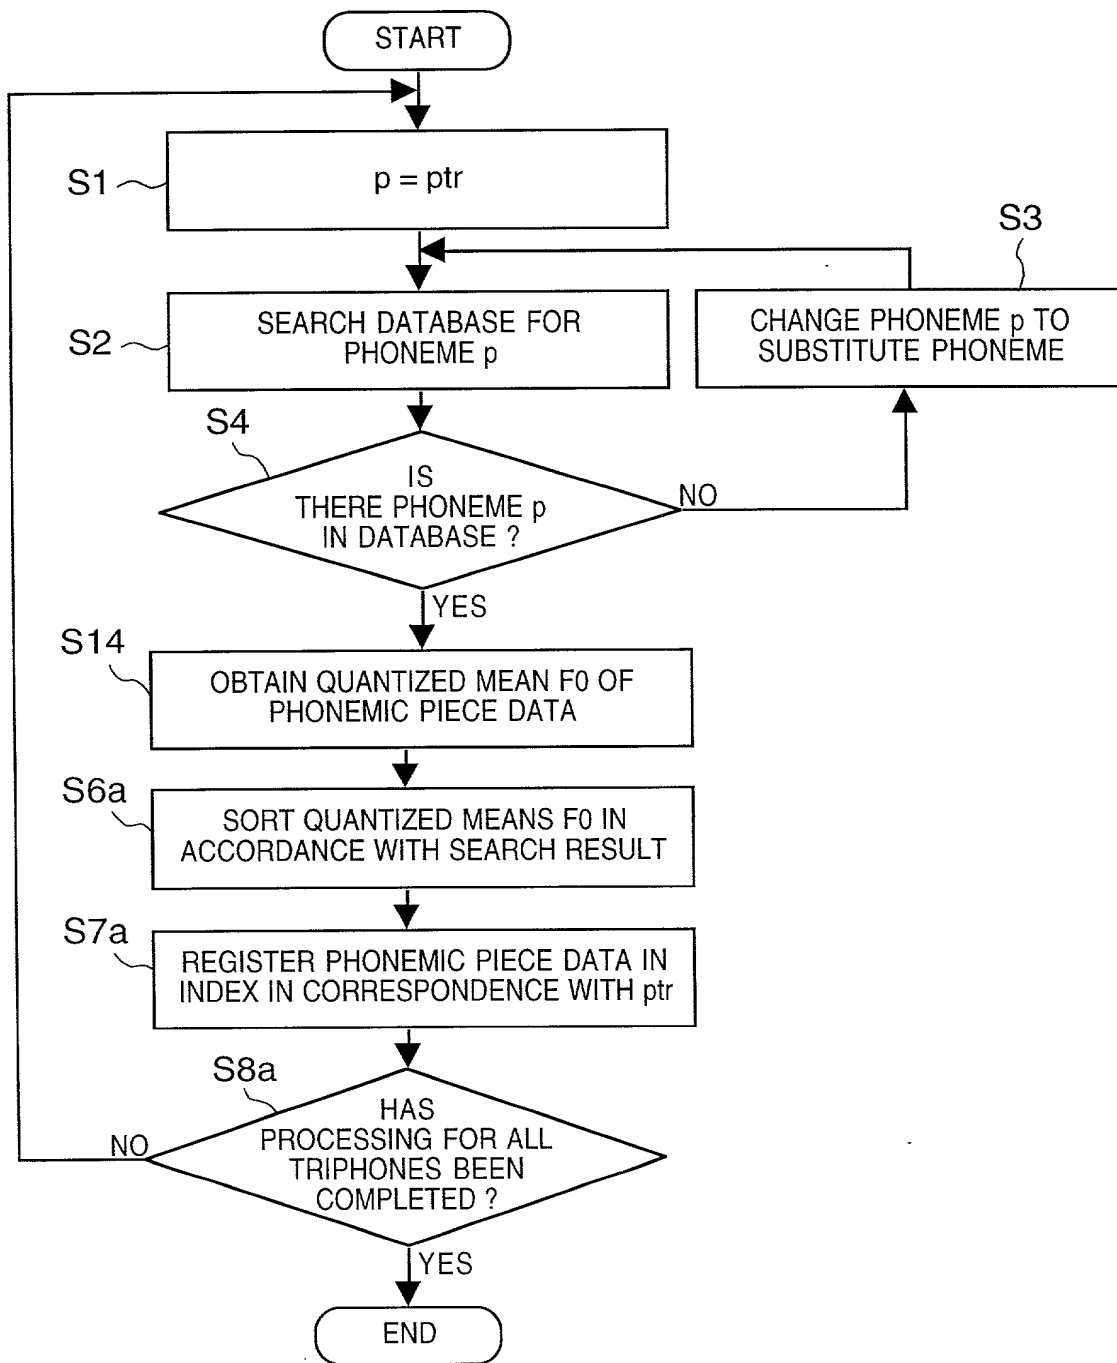 START
S1
p = ptr
S3
S2
SEARCH DATABASE FOR
PHONEME p
CHANGE PHONEME p TO
SUBSTITUTE PHONEME
S4
IS
THERE PHONEME p
IN DATABASE ?
NO
YES
S14
OBTAIN QUANTIZED MEAN F0 OF
PHONEMIC PIECE DATA
S6a
SORT QUANTIZED MEANS F0 IN
ACCORDANCE WITH SEARCH RESULT
S7a
REGISTER PHONEMIC PIECE DATA IN
INDEX IN CORRESPONDENCE WITH ptr
S8a
HAS
PROCESSING FOR ALL
TRIPHONES BEEN
COMPLETED ?
NO
YES
END